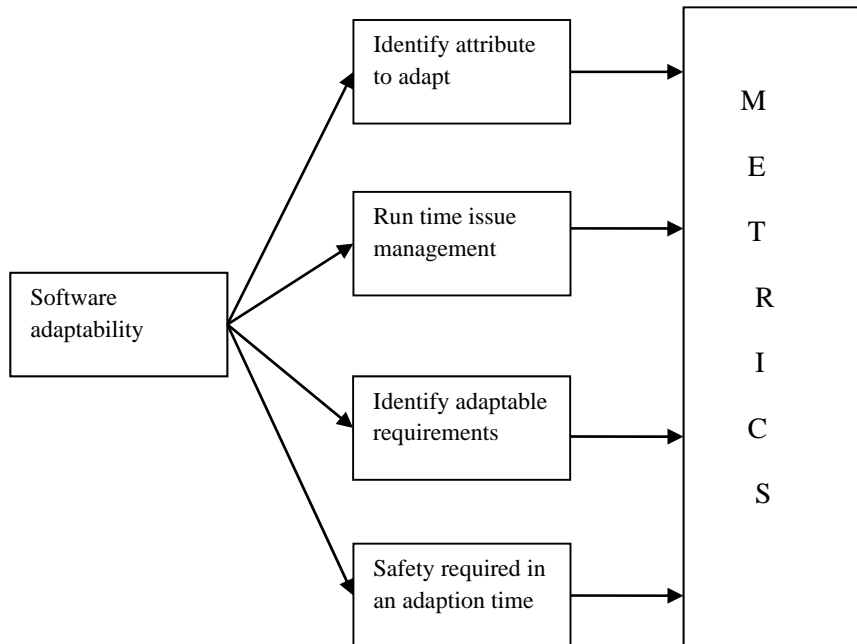 Identify attribute
to adapt
Run time issue
management
Software
adaptability
Identify adaptable
requirements
Safety required in
an adaption time
M
E
T
R
I
C
S